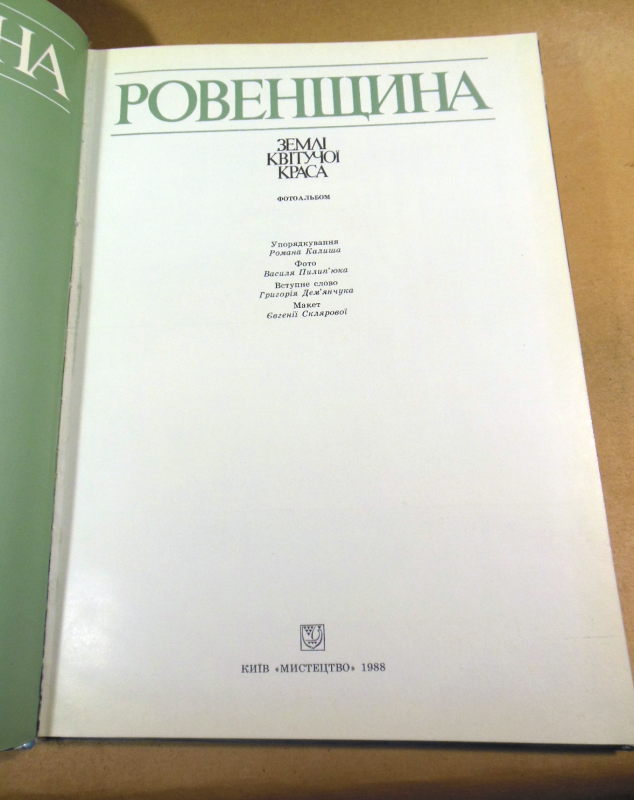 НА
РОВЕНЩИНА
ЗЕМЛІ
КВІТУЧОЇ
КРАСА
ФОТОАЛЬБОМ
Упорядкування
Романа Калиша
Фото
Василя Пилип'юка
Вступне слово
Григорія Дем'янчука
Макет
Євгенії Склярової
КИЇВ «МИСТЕЦТВО» 1988